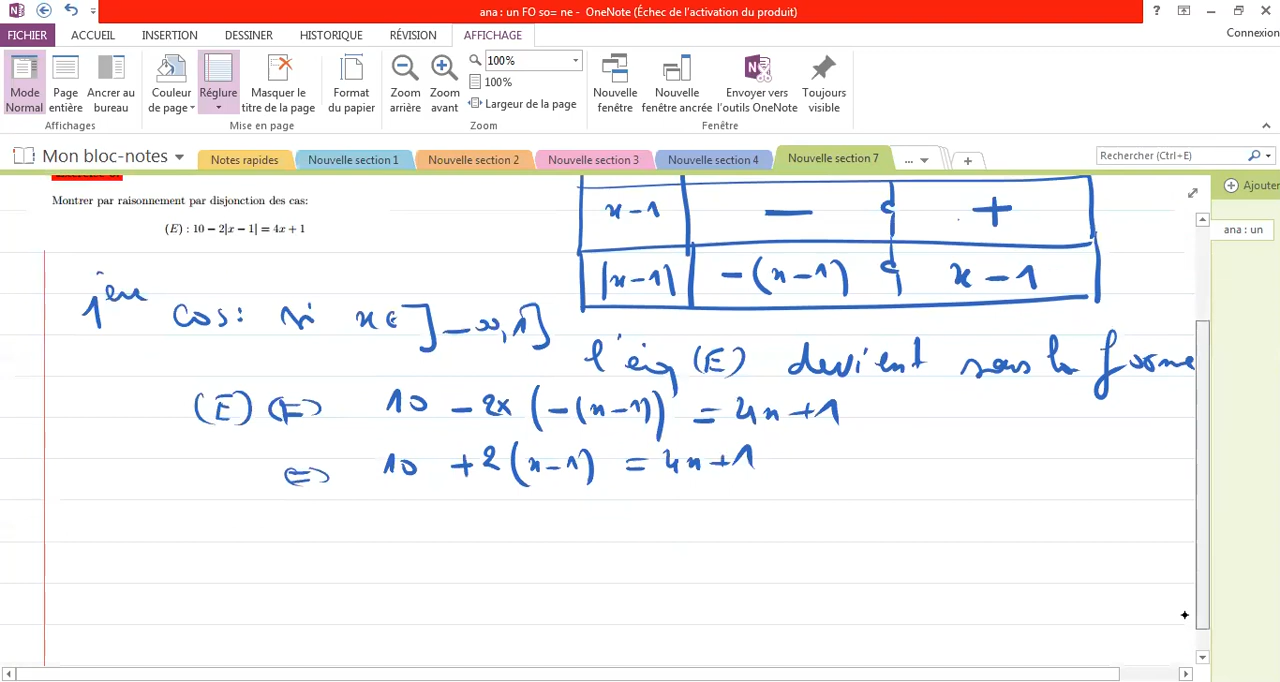 ana : un FO so= ne - OneNote (Échec de l'activation du produit)
FICHIER ACCUEIL INSERTION DESSINER HISTORIQUE RÉVISION AFFICHAGE Connexion
Mode Normal
Page entière
Ancrer au bureau
Couleur de page
Réglure
Masquer le titre de la page
Format du papier
Zoom arrière
Zoom avant
100%
100%
Largeur de la page
Nouvelle fenêtre
Nouvelle fenêtre ancrée
Envoyer vers l'outils OneNote
Toujours visible
Affichages Mise en page Zoom Fenêtre
Mon bloc-notes Notes rapides Nouvelle section 1 Nouvelle section 2 Nouvelle section 3 Nouvelle section 4 Nouvelle section 7 ... + Rechercher (Ctrl+E)
Ajouter
ana : un
Montrer par raisonnement par disjonction des cas:
(E) : 10 − 2|x − 1| = 4x + 1
x-1 − +
|x-1| -(x-1) x-1
cas: si x∈]-∞,1]
l'éq (E) devient sous la forme
(E) ⇔ 10 -2×(-(x-1)) = 4x+1
⇔ 10 +2(x-1) = 4x+1